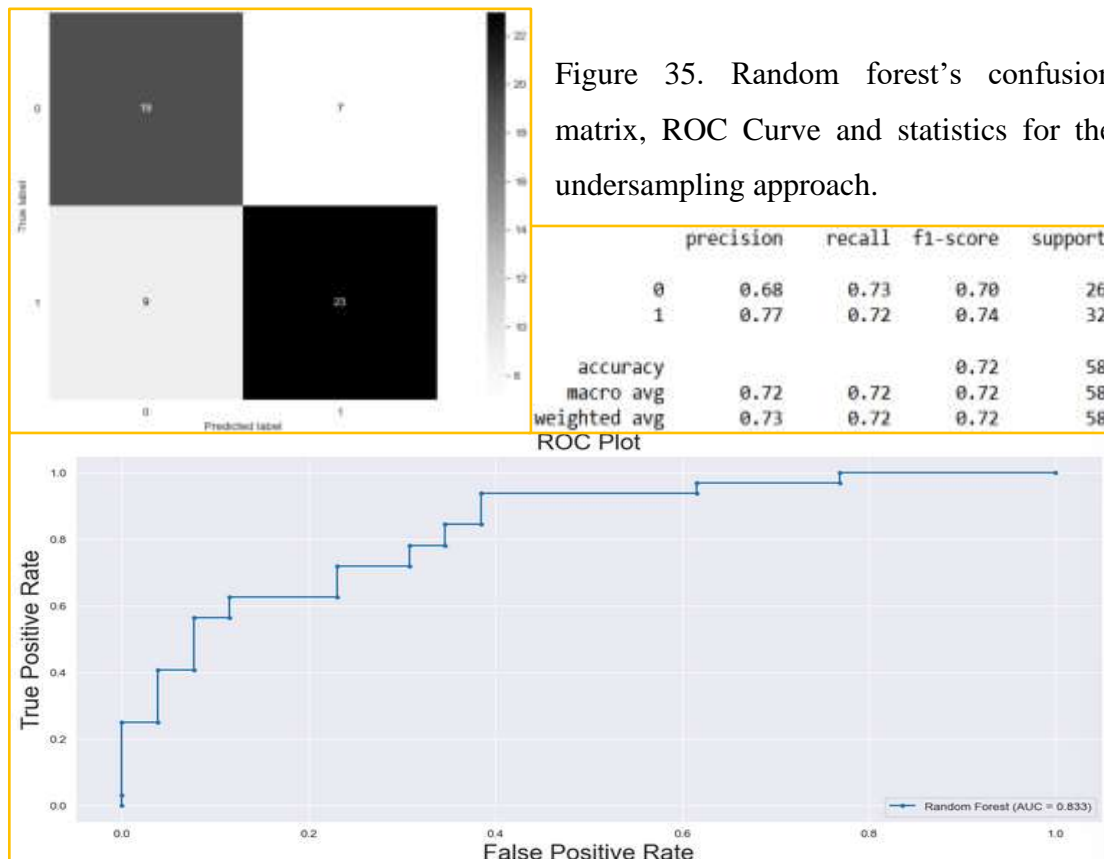 Figure 35. Random forest's confusion
matrix, ROC Curve and statistics for the
undersampling approach.
True label
0
1
19
7
9
23
0
1
Predicted label
22
20
18
16
14
12
10
8
precision recall f1-score support
0 0.68 0.73 0.70 26
1 0.77 0.72 0.74 32
accuracy 0.72 58
macro avg 0.72 0.72 0.72 58
weighted avg 0.73 0.72 0.72 58
ROC Plot
True Positive Rate
1.0
0.8
0.6
0.4
0.2
0.0
Random Forest (AUC = 0.833)
0.0 0.2 0.4 0.6 0.8 1.0
False Positive Rate